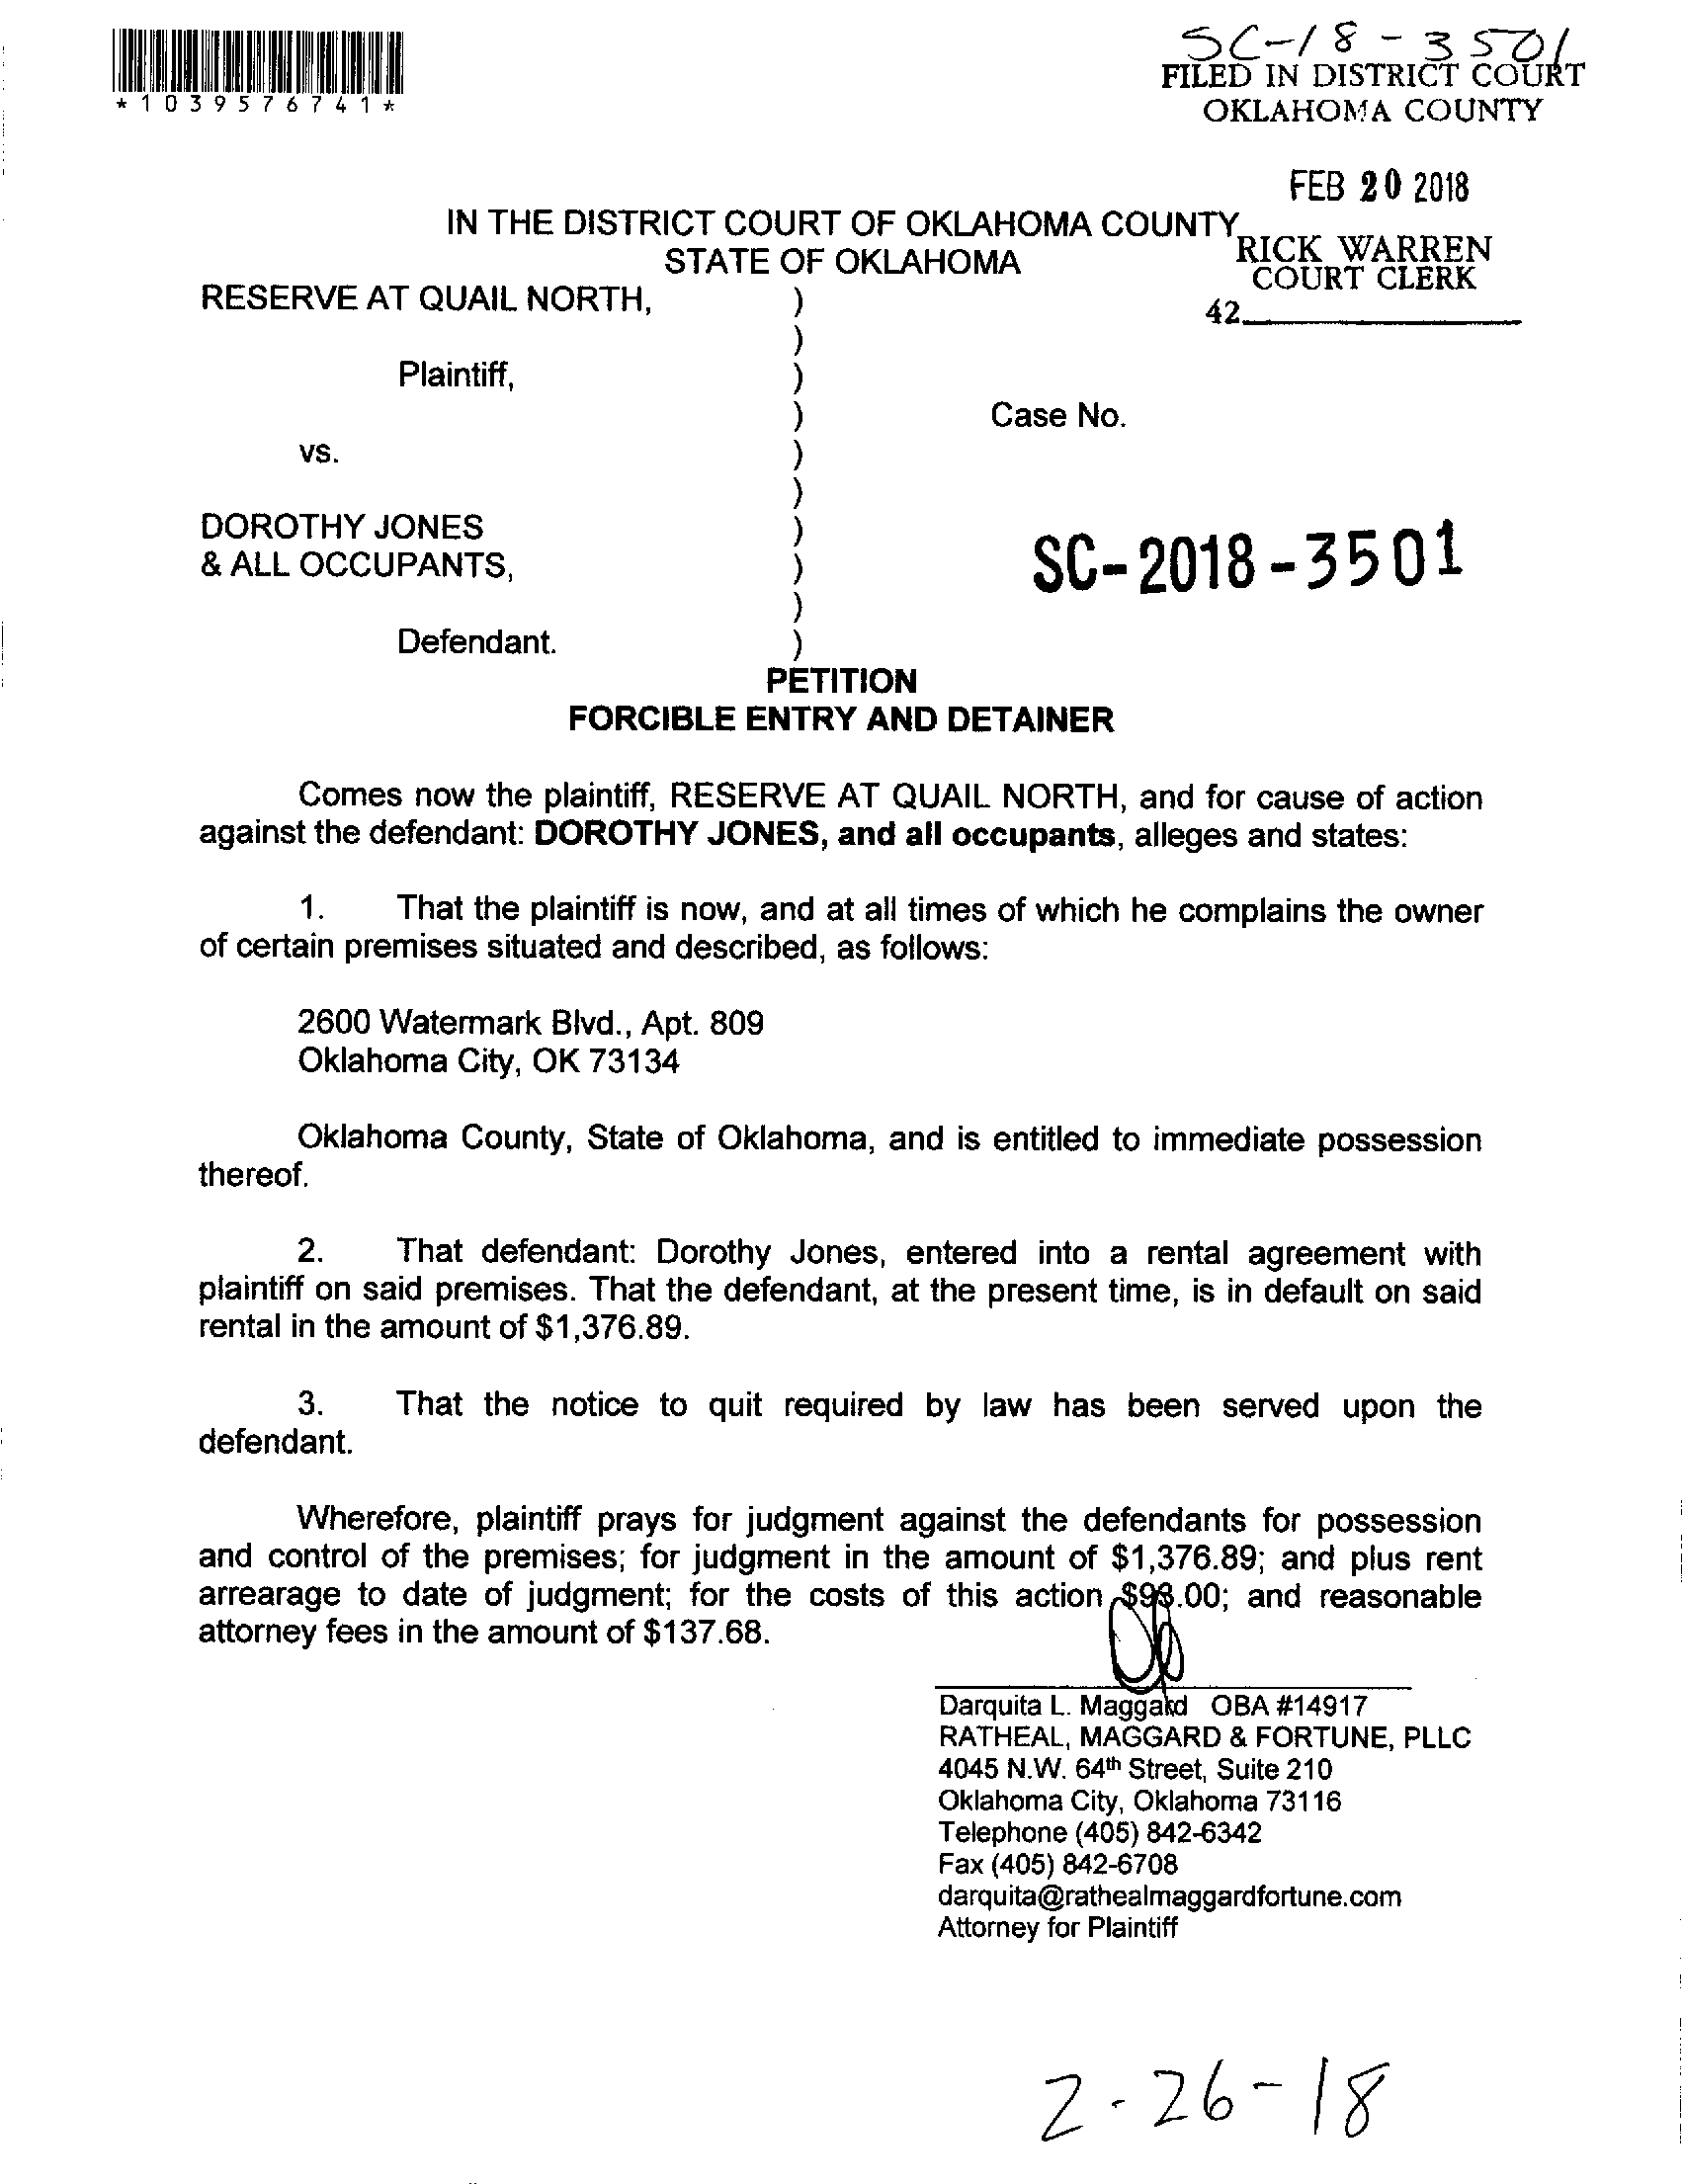 SC-18-3501
FILED IN DISTRICT COURT
OKLAHOMA COUNTY
*1039576741*
FEB 20 2018
IN THE DISTRICT COURT OF OKLAHOMA COUNTY
STATE OF OKLAHOMA
RICK WARREN
COURT CLERK
42
RESERVE AT QUAIL NORTH, )
)
Plaintiff, )
) Case No.
vs. )
)
DOROTHY JONES )
& ALL OCCUPANTS, ) SC-2018-3501
)
Defendant. )
PETITION
FORCIBLE ENTRY AND DETAINER
Comes now the plaintiff, RESERVE AT QUAIL NORTH, and for cause of action
against the defendant: DOROTHY JONES, and all occupants, alleges and states:
1. That the plaintiff is now, and at all times of which he complains the owner
of certain premises situated and described, as follows:
2600 Watermark Blvd., Apt. 809
Oklahoma City, OK 73134
Oklahoma County, State of Oklahoma, and is entitled to immediate possession
thereof.
2. That defendant: Dorothy Jones, entered into a rental agreement with
plaintiff on said premises. That the defendant, at the present time, is in default on said
rental in the amount of $1,376.89.
3. That the notice to quit required by law has been served upon the
defendant.
Wherefore, plaintiff prays for judgment against the defendants for possession
and control of the premises; for judgment in the amount of $1,376.89; and plus rent
arrearage to date of judgment; for the costs of this action ; and reasonable
attorney fees in the amount of $137.68.
Darquita L. Maggard OBA #14917
RATHEAL, MAGGARD & FORTUNE, PLLC
4045 N.W. 64th Street, Suite 210
Oklahoma City, Oklahoma 73116
Telephone (405) 842-6342
Fax (405) 842-6708
darquita@rathealmaggardfortune.com
Attorney for Plaintiff
2-26-18